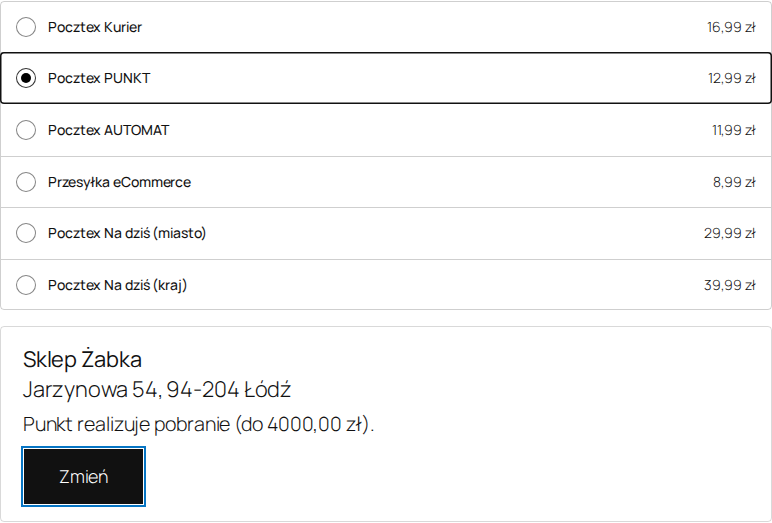 Pocztex Kurier 16,99 zł
Pocztex PUNKT 12,99 zł
Pocztex AUTOMAT 11,99 zł
Przesyłka eCommerce 8,99 zł
Pocztex Na dziś (miasto) 29,99 zł
Pocztex Na dziś (kraj) 39,99 zł
Sklep Żabka
Jarzynowa 54, 94-204 Łódź
Punkt realizuje pobranie (do 4000,00 zł).
Zmień